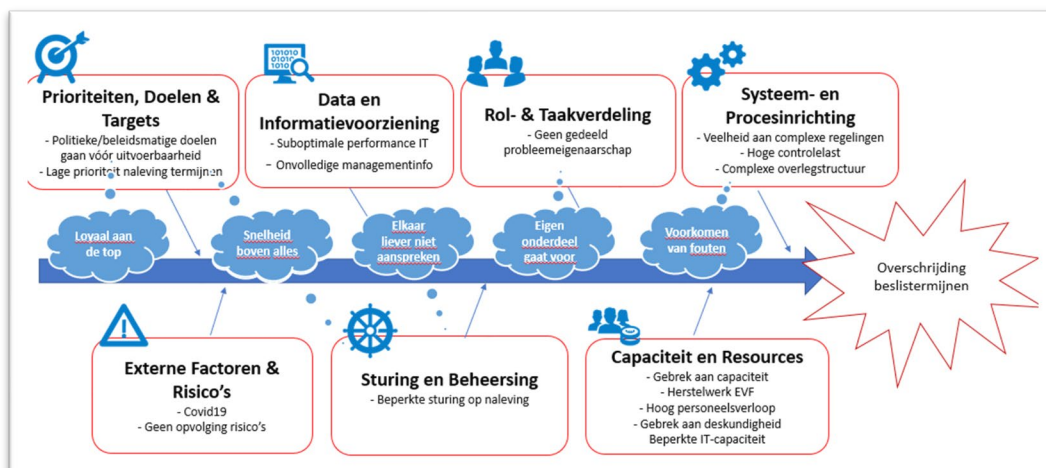 101010
01010
1010
Prioriteiten, Doelen &
Targets
- Politieke/beleidsmatige doelen
gaan vóór uitvoerbaarheid
- Lage prioriteit naleving termijnen
Data en
Informatievoorziening
- Suboptimale performance IT
- Onvolledige managementinfo
Rol- & Taakverdeling
- Geen gedeeld
probleemeigenaarschap
Systeem- en
Procesinrichting
- Veelheid aan complexe regelingen
- Hoge controlelast
- Complexe overlegstructuur
Loyaal aan
de top
Snelheid
boven alles
Elkaar
liever niet
aanspreken
Eigen
onderdeel
gaat voor
Voorkomen
van fouten
Overschrijding
beslistermijnen
Externe Factoren &
Risico's
- Covid19
- Geen opvolging risico's
Sturing en Beheersing
- Beperkte sturing op naleving
Capaciteit en Resources
- Gebrek aan capaciteit
- Herstelwerk EVF
- Hoog personeelsverloop
- Gebrek aan deskundigheid
Beperkte IT-capaciteit